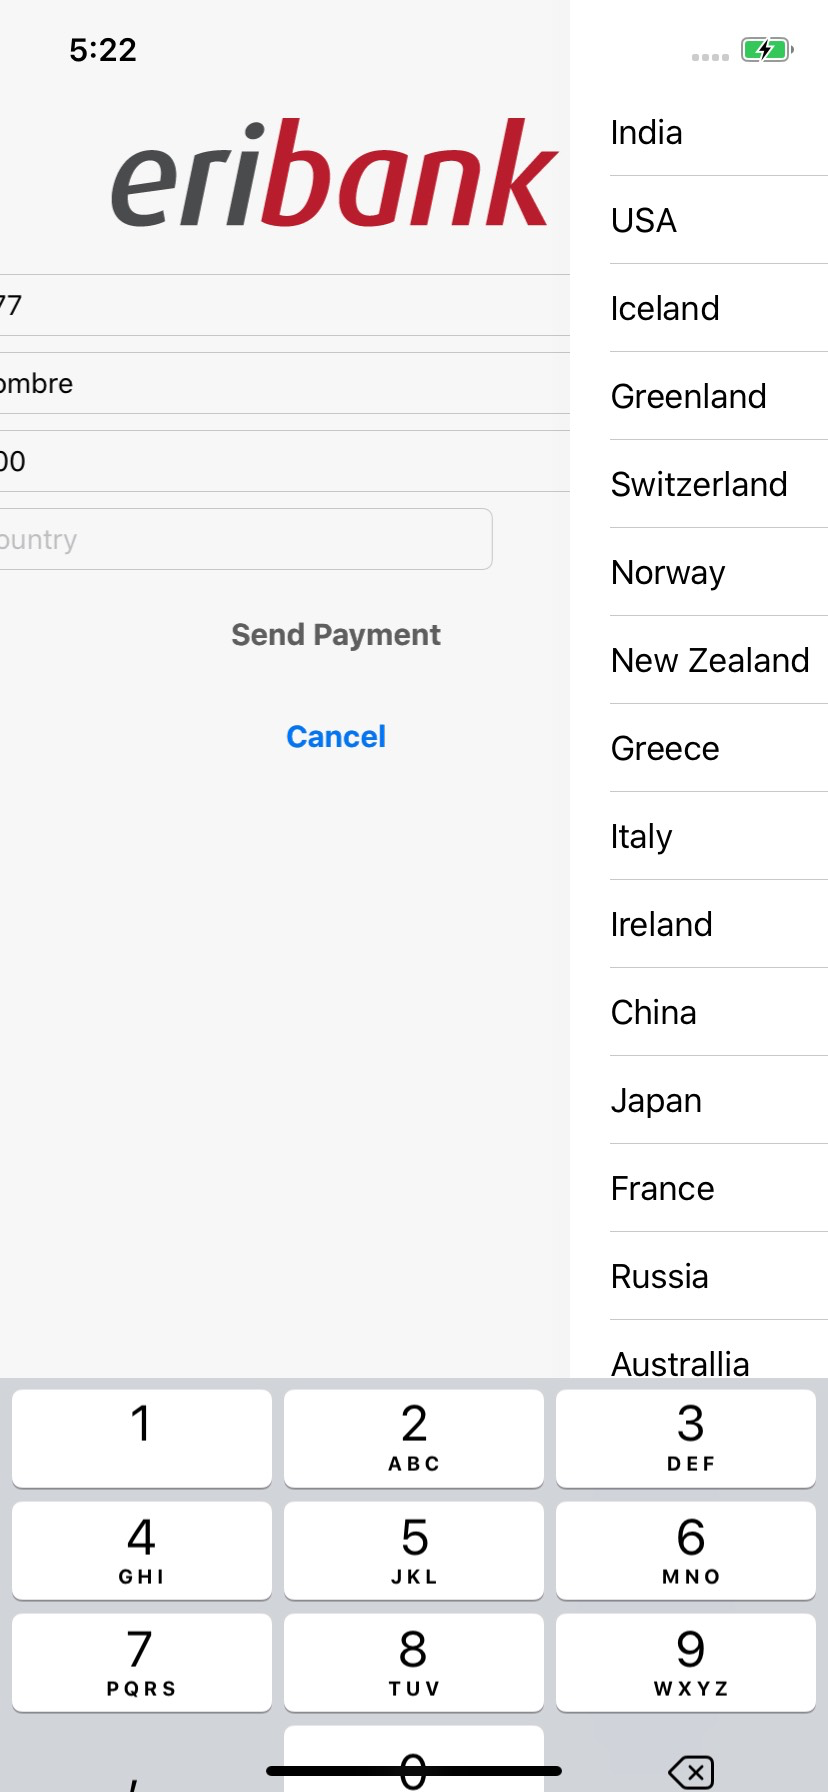 5:22
eribank
77
ombre
00
ountry
Send Payment
Cancel
India
USA
Iceland
Greenland
Switzerland
Norway
New Zealand
Greece
Italy
Ireland
China
Japan
France
Russia
Australlia
1
2
ABC
3
DEF
4
GHI
5
JKL
6
MNO
7
PQRS
8
TUV
9
WXYZ
,
0